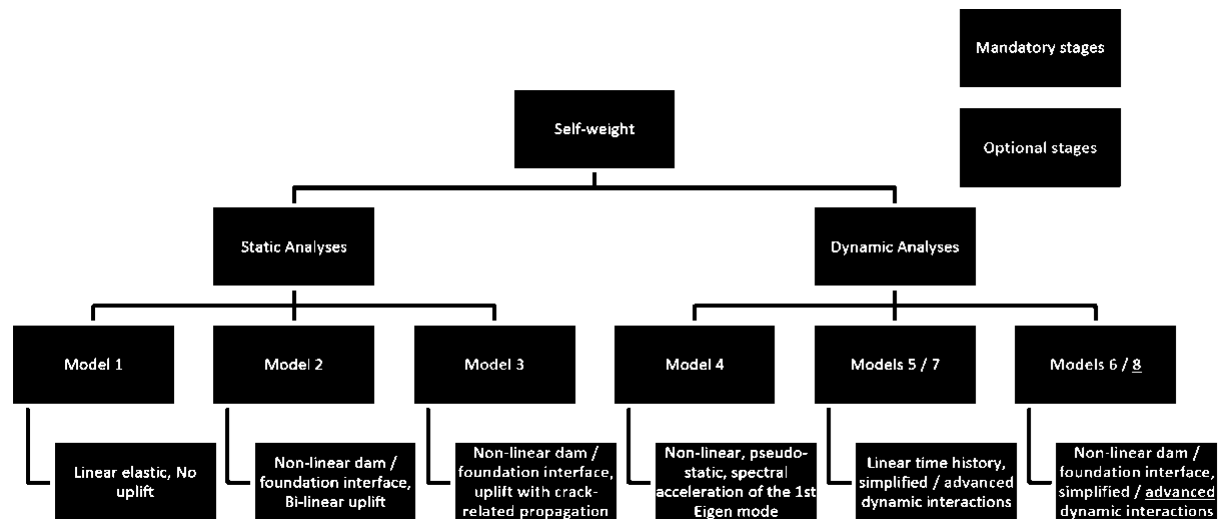 Mandatory stages
Self-weight
Optional stages
Static Analyses
Dynamic Analyses
Model 1
Model 2
Model 3
Model 4
Models 5 / 7
Models 6 / 8
Linear elastic, No
uplift
Non-linear dam /
foundation interface,
Bi-linear uplift
Non-linear dam /
foundation interface,
uplift with crack-
related propagation
Non-linear, pseudo-
static, spectral
acceleration of the 1st
Eigen mode
Linear time history,
simplified / advanced
dynamic interactions
Non-linear dam /
foundation interface,
simplified / advanced
dynamic interactions